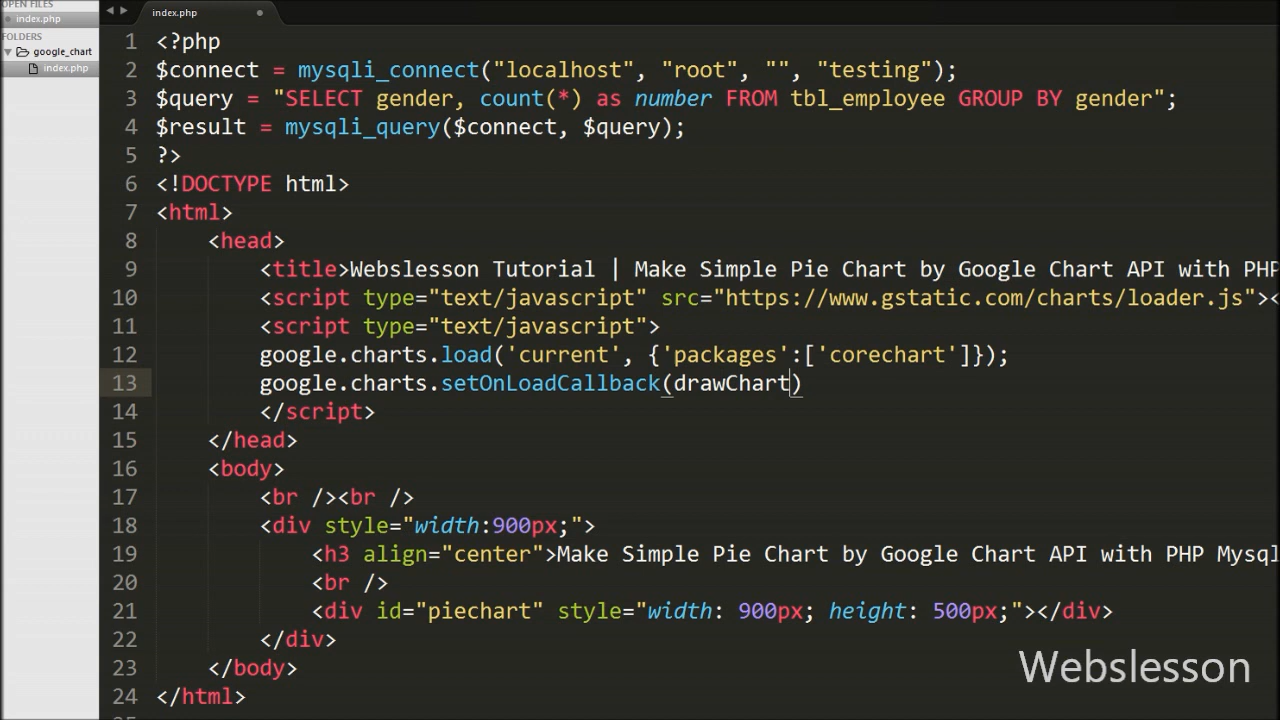 OPEN FILES
index.php
FOLDERS
google_chart
index.php
index.php
1 <?php
2 $connect = mysqli_connect("localhost", "root", "", "testing");
3 $query = "SELECT gender, count(*) as number FROM tbl_employee GROUP BY gender";
4 $result = mysqli_query($connect, $query);
5 ?>
6 <!DOCTYPE html>
7 <html>
8 <head>
9 <title>Webslesson Tutorial | Make Simple Pie Chart by Google Chart API with PHP
10 <script type="text/javascript" src="https://www.gstatic.com/charts/loader.js"><
11 <script type="text/javascript">
12 google.charts.load('current', {'packages':['corechart']});
13 google.charts.setOnLoadCallback(drawChart)
14 </script>
15 </head>
16 <body>
17 <br /><br />
18 <div style="width:900px;">
19 <h3 align="center">Make Simple Pie Chart by Google Chart API with PHP Mysql
20 <br />
21 <div id="piechart" style="width: 900px; height: 500px;"></div>
22 </div>
23 </body>
24 </html>
Webslesson